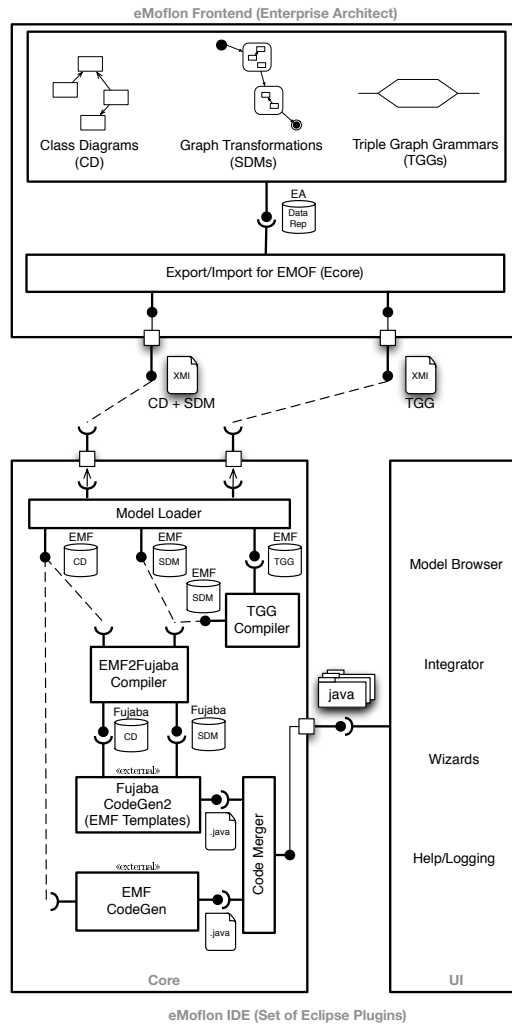 eMoflon Frontend (Enterprise Architect)
Class Diagrams
(CD)
Graph Transformations
(SDMs)
Triple Graph Grammars
(TGGs)
EA
Data
Rep
Export/Import for EMOF (Ecore)
XMI
CD + SDM
XMI
TGG
Model Loader
EMF
CD
EMF
SDM
EMF
TGG
EMF
SDM
TGG
Compiler
EMF2Fujaba
Compiler
Fujaba
CD
Fujaba
SDM
«external»
Fujaba
CodeGen2
(EMF Templates)
.java
«external»
EMF
CodeGen
.java
Code Merger
Core
java
Model Browser
Integrator
Wizards
Help/Logging
UI
eMoflon IDE (Set of Eclipse Plugins)